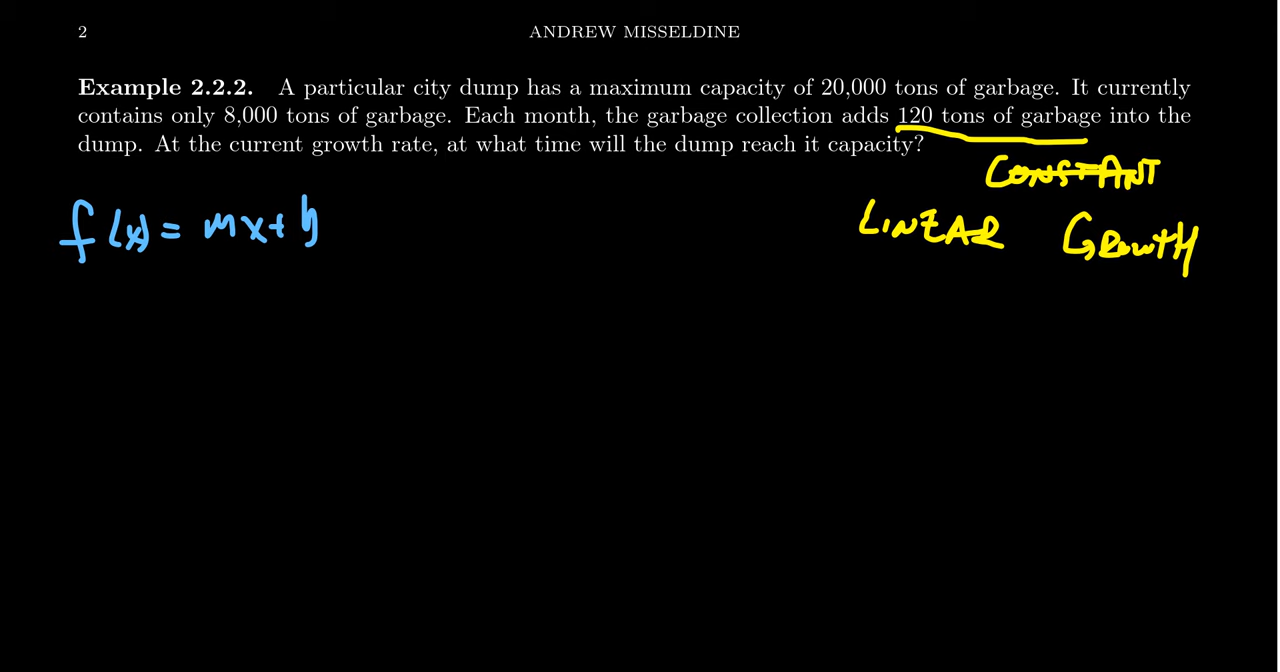 2 ANDREW MISSELDINE
Example 2.2.2. A particular city dump has a maximum capacity of 20,000 tons of garbage. It currently
contains only 8,000 tons of garbage. Each month, the garbage collection adds 120 tons of garbage into the
dump. At the current growth rate, at what time will the dump reach it capacity?
CONSTANT
f(x) = mx + b
LINEAR GROWTH